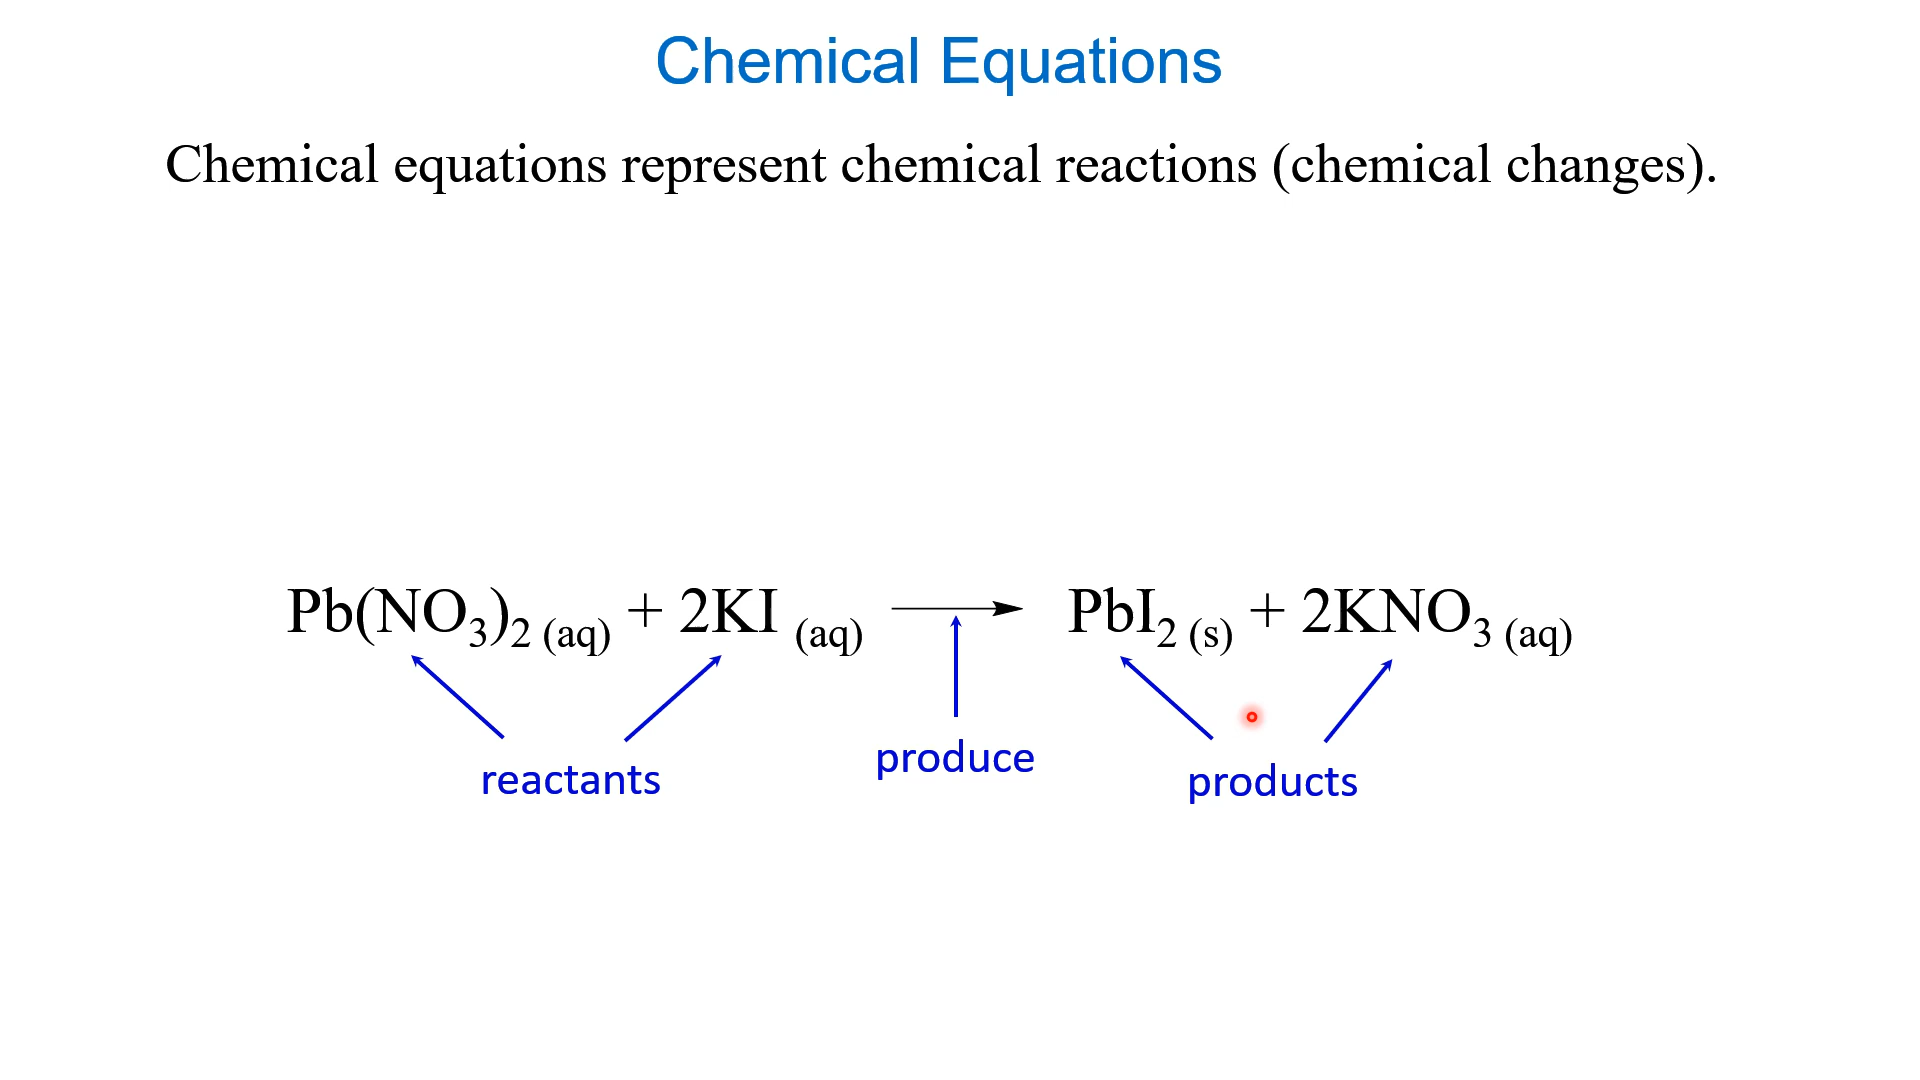 Chemical Equations
Chemical equations represent chemical reactions (chemical changes).
Pb(NO₃)₂ (aq) + 2KI (aq) ⟶ PbI₂ (s) + 2KNO₃ (aq)
reactants produce products